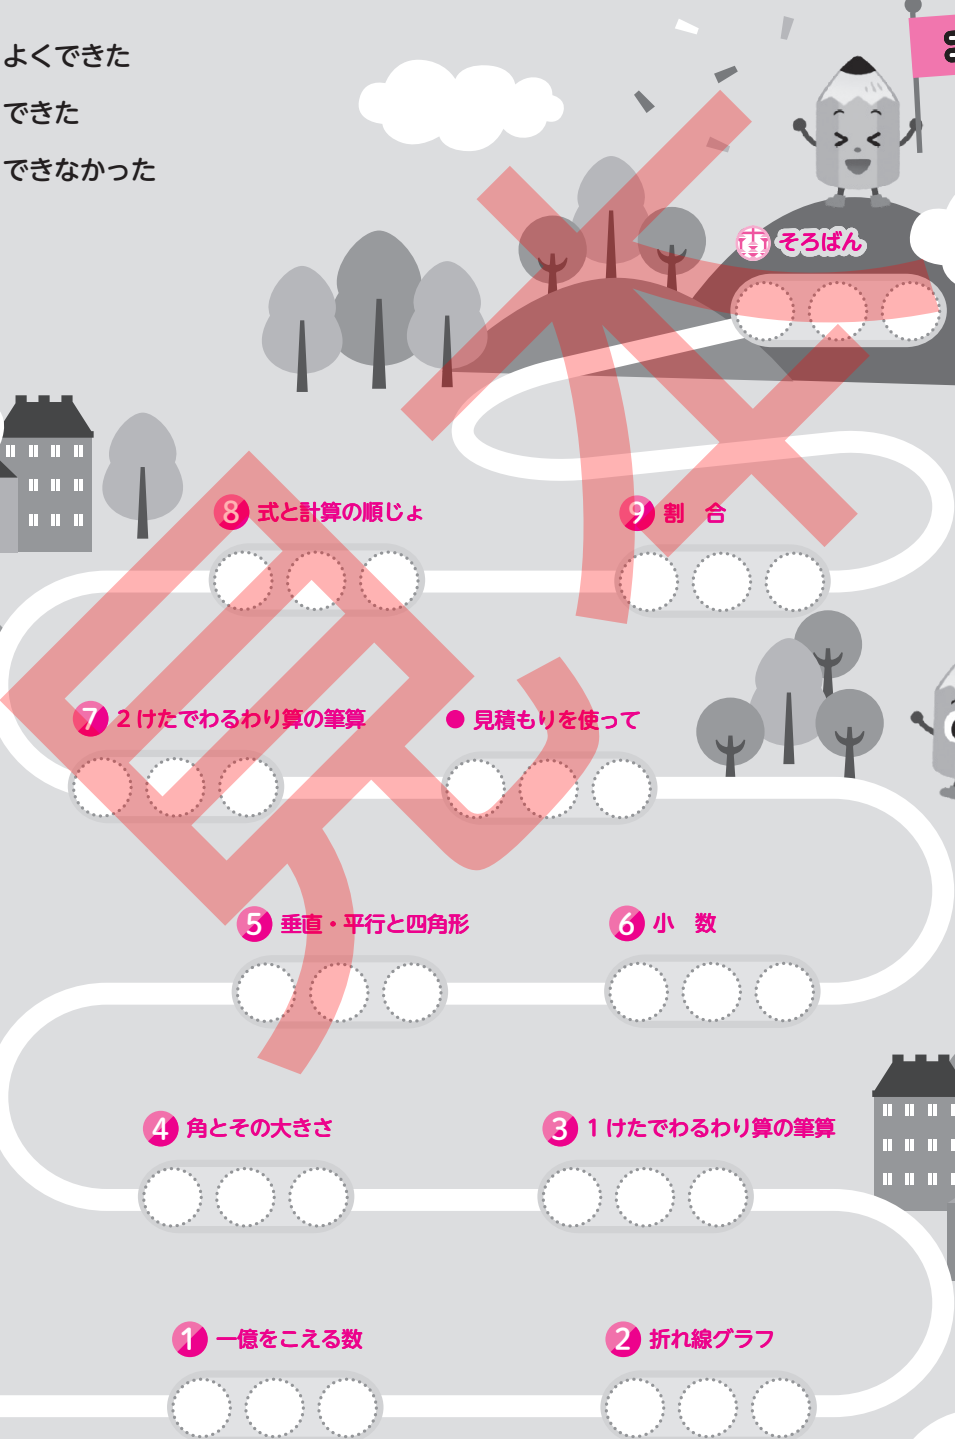 よくできた
できた
できなかった
そろばん
8 式と計算の順じょ
9 割 合
7 2けたでわるわり算の筆算
● 見積もりを使って
5 垂直・平行と四角形
6 小 数
4 角とその大きさ
3 1けたでわるわり算の筆算
1 一億をこえる数
2 折れ線グラフ
見本